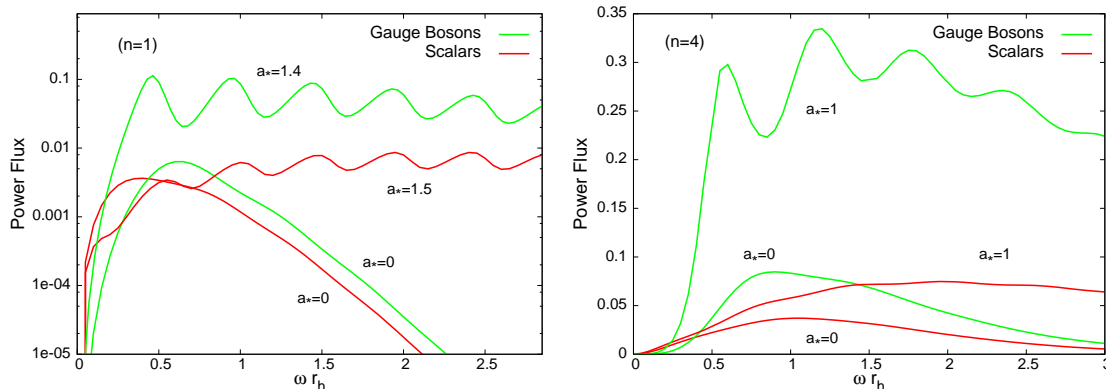 (n=1)
Gauge Bosons
Scalars
a*=1.4
a*=1.5
a*=0
a*=0
Power Flux
0.1
0.01
0.001
1e-04
1e-05
0
0.5
1
1.5
2
2.5
ω rh
(n=4)
Gauge Bosons
Scalars
a*=1
a*=0
a*=1
a*=0
Power Flux
0.35
0.3
0.25
0.2
0.15
0.1
0.05
0
0
0.5
1
1.5
2
2.5
3
ω rh